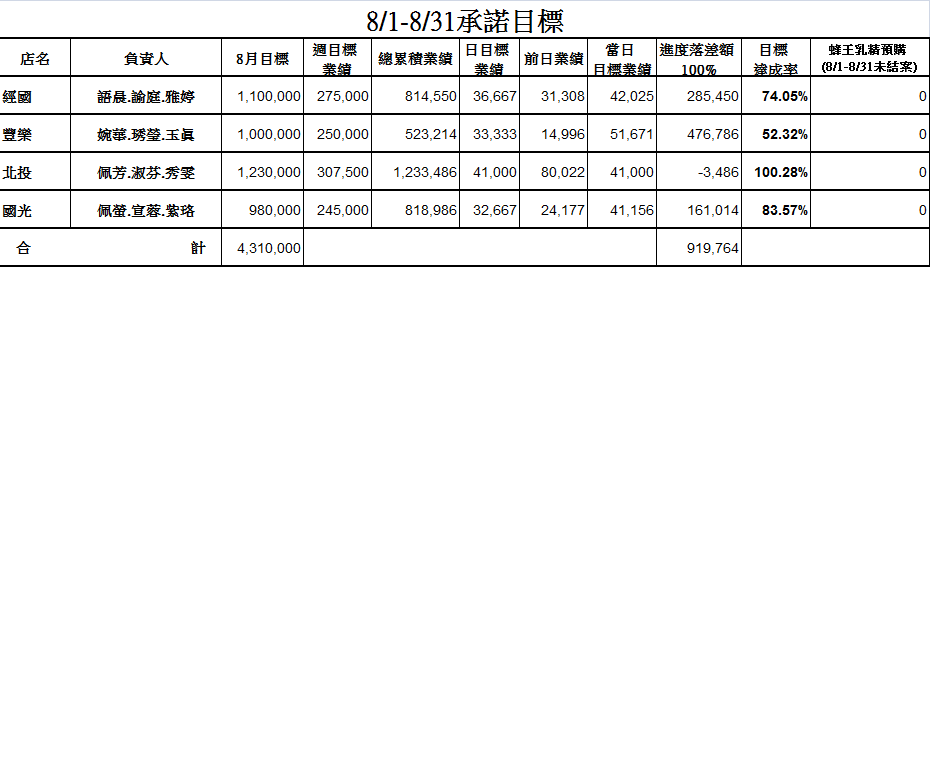 8/1-8/31承諾目標
店名 負責人 8月目標 週目標業績 總累積業績 日目標業績 前日業績 當日目標業績 進度落差額100% 目標達成率 蜂王乳精預購(8/1-8/31未結案)
經國 語晨.諭庭.雅婷 1,100,000 275,000 814,550 36,667 31,308 42,025 285,450 74.05% 0
豐樂 婉華.琇瑩.玉真 1,000,000 250,000 523,214 33,333 14,996 51,671 476,786 52.32% 0
北投 佩芳.淑芬.秀雯 1,230,000 307,500 1,233,486 41,000 80,022 41,000 -3,486 100.28% 0
國光 佩螢.宣蓉.紫珞 980,000 245,000 818,986 32,667 24,177 41,156 161,014 83.57% 0
合計 4,310,000 919,764